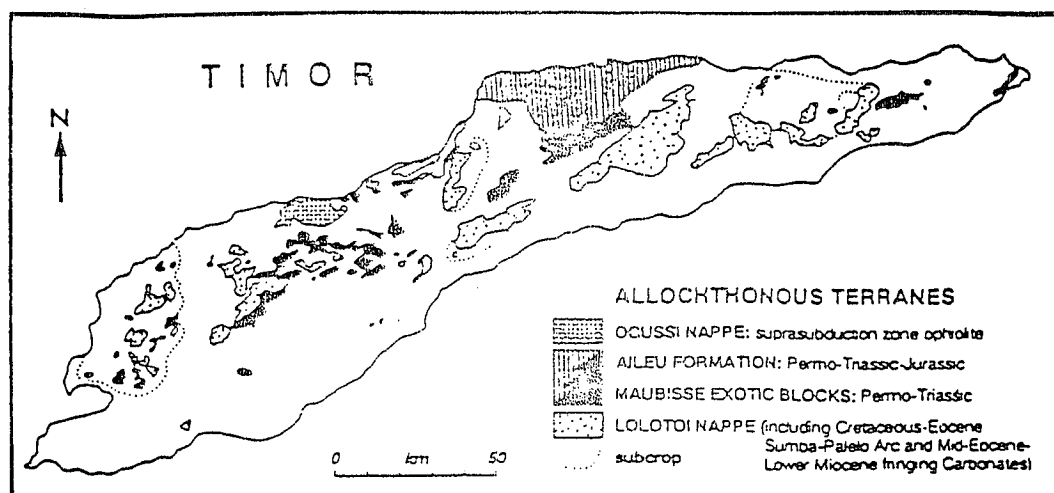 TIMOR
N
ALLOCHTHONOUS TERRANES
OCUSSI NAPPE: suprasubduction zone ophiolite
AILEU FORMATION: Permo-Triassic-Jurassic
MAUBISSE EXOTIC BLOCKS: Permo-Triassic
LOLOTOI NAPPE (including Cretaceous-Eocene
Sumba-Palelo Arc and Mid-Eocene-
Lower Miocene fringing Carbonates)
subcrop
0 km 50